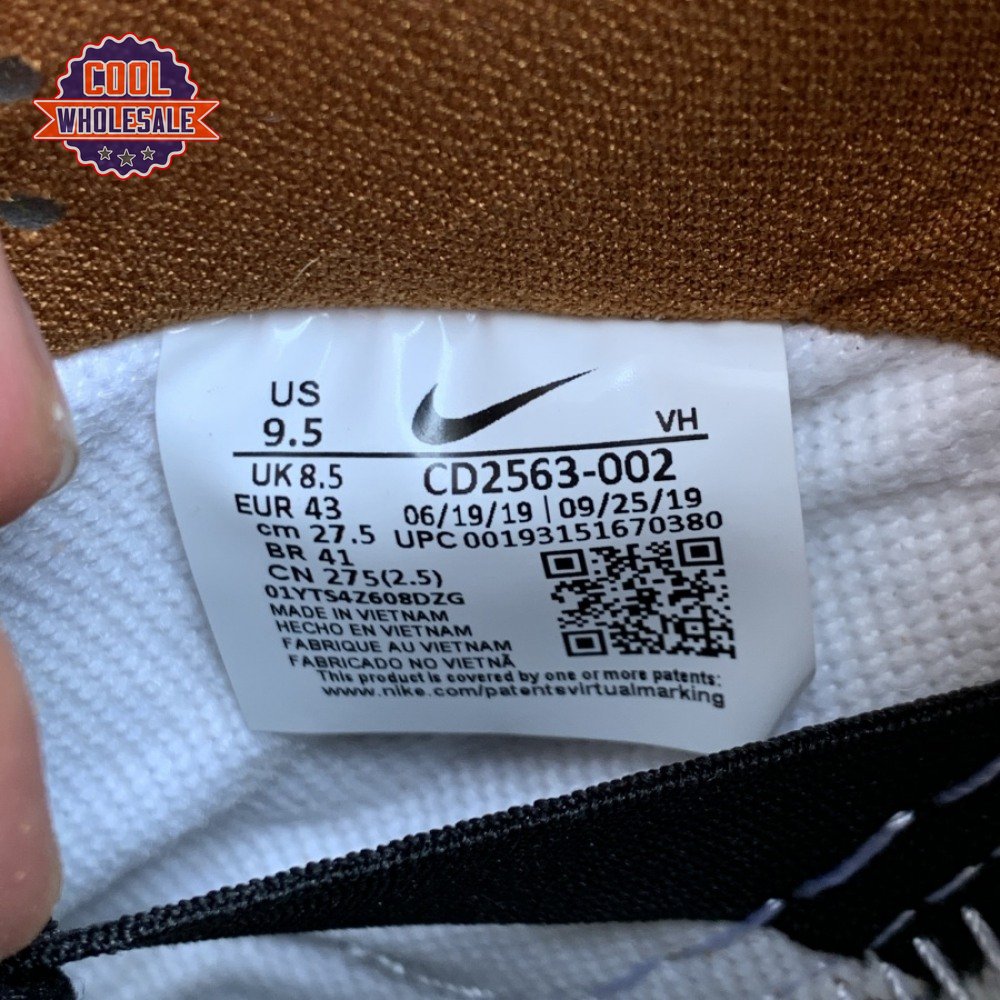 COOL
WHOLESALE
US
9.5
VH
UK 8.5
CD2563-002
EUR 43
06/19/19 | 09/25/19
cm 27.5
UPC 00193151670380
BR 41
CN 275(2.5)
01YTS4Z608DZG
MADE IN VIETNAM
HECHO EN VIETNAM
FABRIQUE AU VIETNAM
FABRICADO NO VIETNÃ
This product is covered by one or more patents:
www.nike.com/patentsvirtualmarking